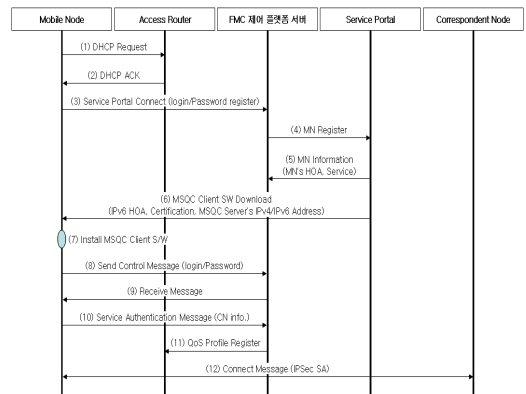 Mobile Node
Access Router
FMC 제어 플랫폼 서버
Service Portal
Correspondent Node
(1) DHCP Request
(2) DHCP ACK
(3) Service Portal Connect (login/Password register)
(4) MN Register
(5) MN Information
(MN's HOA, Service)
(6) MSQC Client SW Download
(IPv6 HOA, Certification, MSQC Server's IPv4/IPv6 Address)
(7) Install MSQC Client S/W
(8) Send Control Message (login/Password)
(9) Receive Message
(10) Service Authentication Message (CN info.)
(11) QoS Profile Register
(12) Connect Message (IPSec SA)